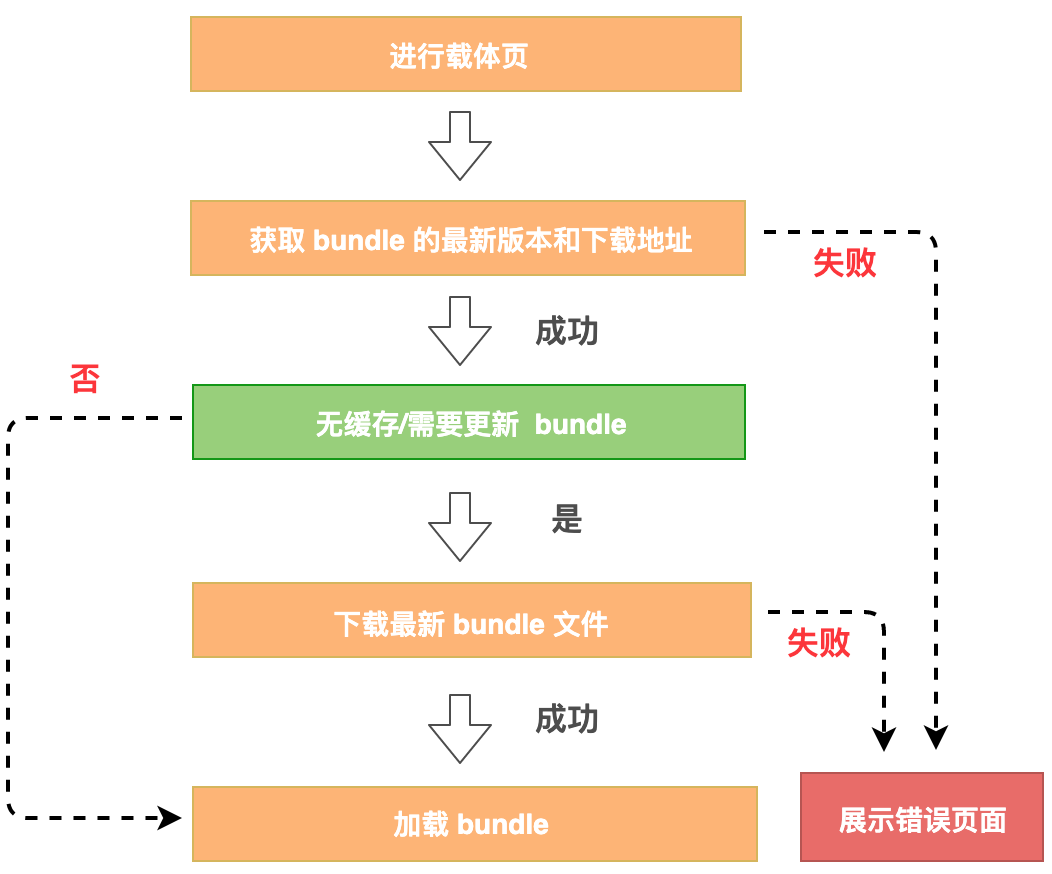 进行载体页
获取 bundle 的最新版本和下载地址
失败
成功
否
无缓存/需要更新  bundle
是
下载最新 bundle 文件
失败
成功
加载 bundle
展示错误页面